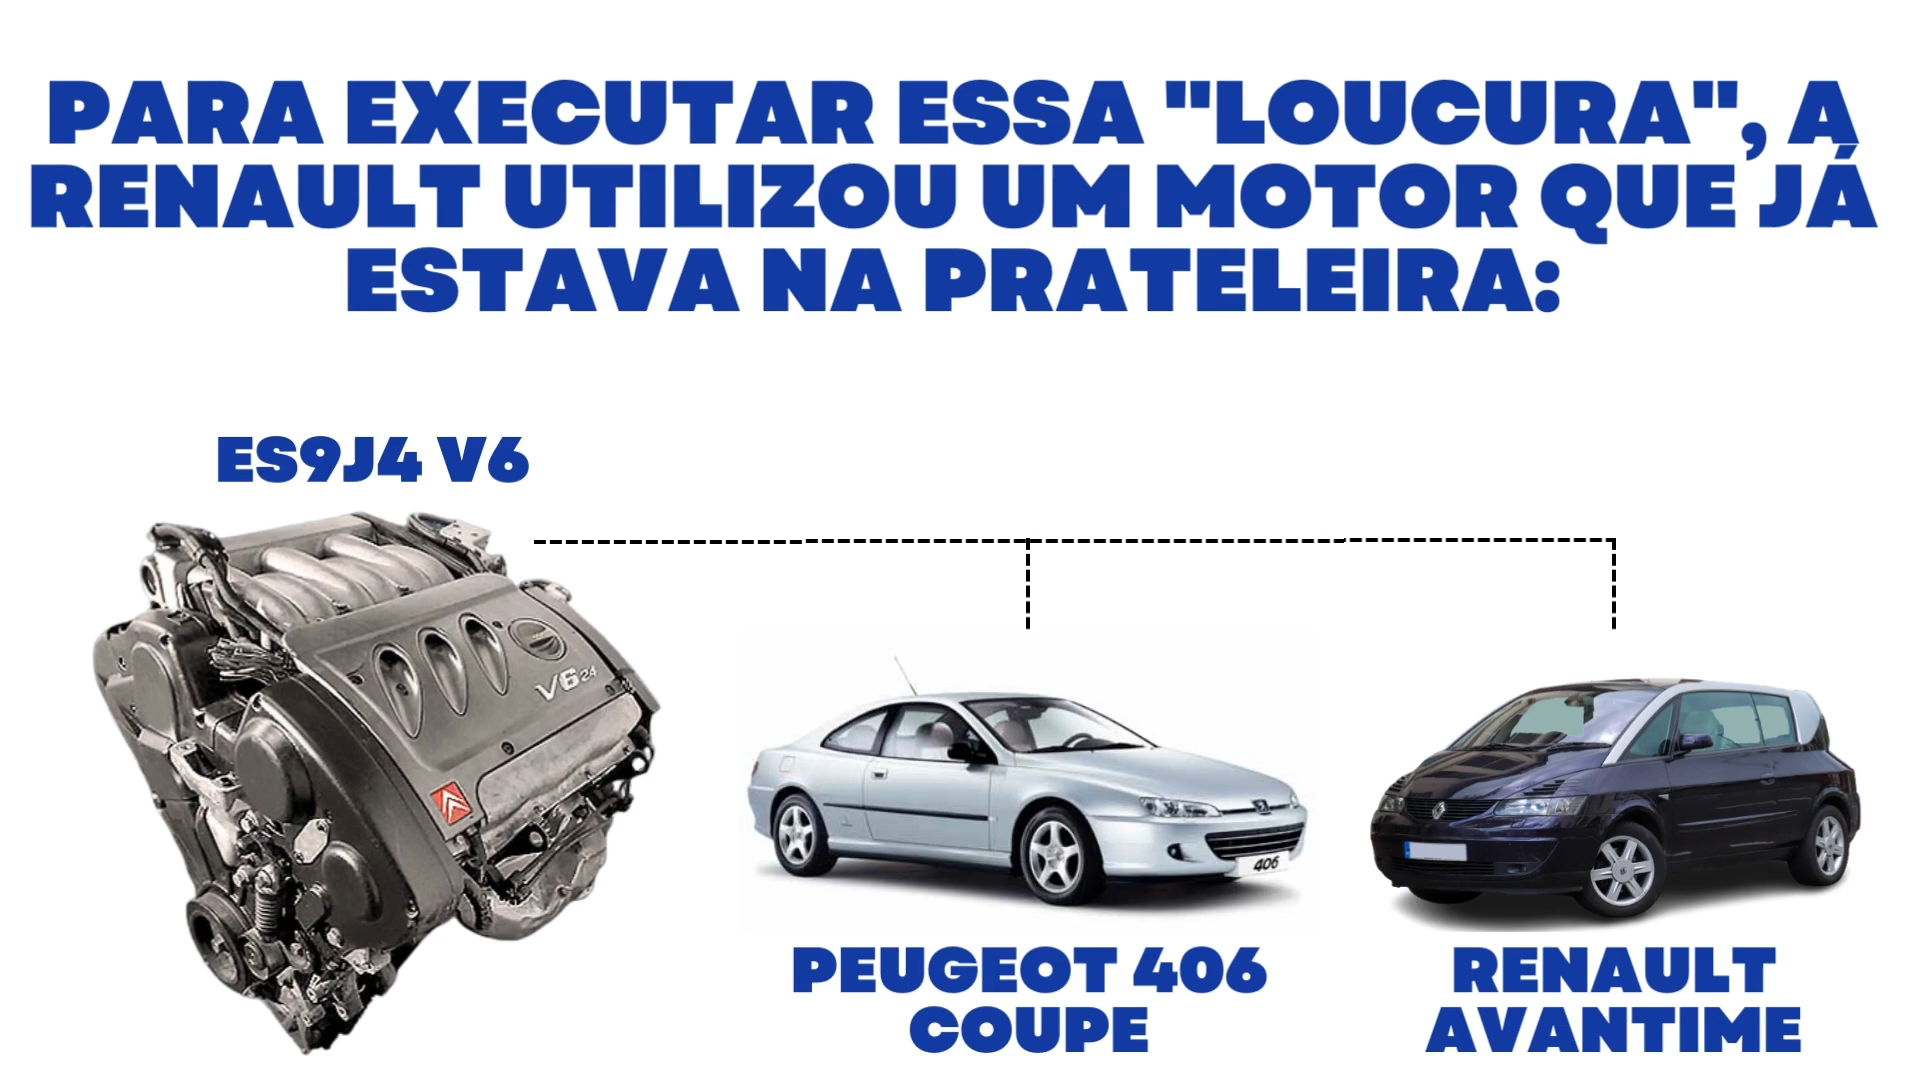 PARA EXECUTAR ESSA "LOUCURA", A
RENAULT UTILIZOU UM MOTOR QUE JÁ
ESTAVA NA PRATELEIRA:
ES9J4 V6
V6 24
406
PEUGEOT 406
COUPE
RENAULT
AVANTIME